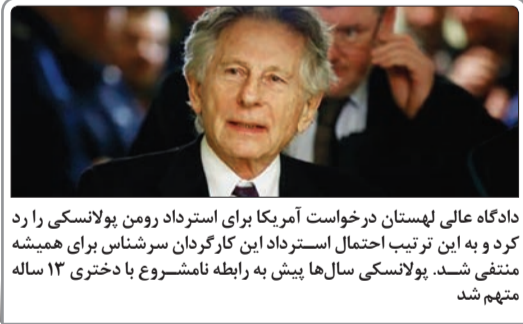 دادگاه عالی لهستان درخواست آمریکا برای استرداد رومن پولانسکی را رد
کرد و به این ترتیب احتمال استرداد این کارگردان سرشناس برای همیشه
منتفی شد. پولانسکی سال‌ها پیش به رابطه نامشروع با دختری ۱۳ ساله
متهم شد